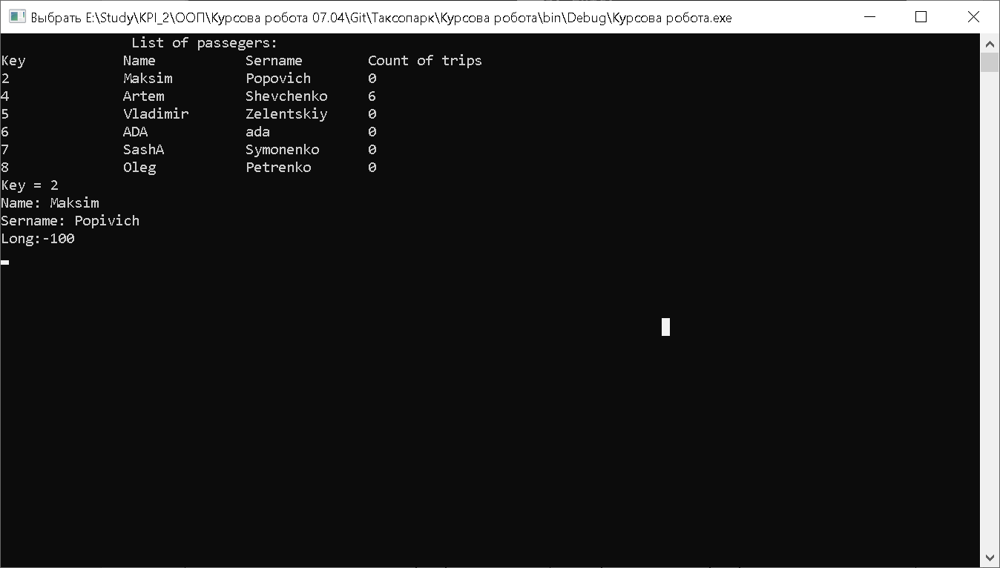 Выбрать E:\Study\KPI_2\ООП\Курсова робота 07.04\Git\Таксопарк\Курсова робота\bin\Debug\Курсова робота.exe
List of passegers:
Key Name Sername Count of trips
2 Maksim Popovich 0
4 Artem Shevchenko 6
5 Vladimir Zelentskiy 0
6 ADA ada 0
7 SashA Symonenko 0
8 Oleg Petrenko 0
Key = 2
Name: Maksim
Sername: Popivich
Long:-100